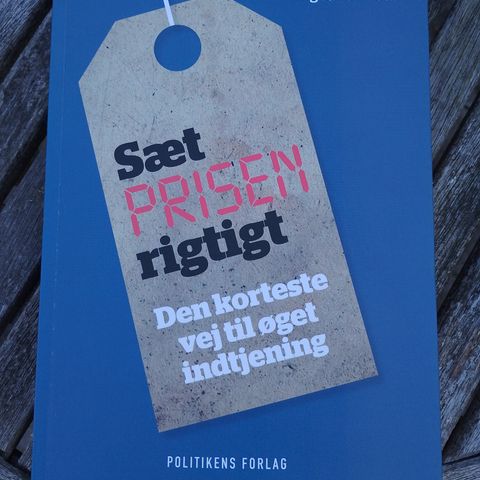 Sæt
PRISEN
rigtigt
Den korteste
vej til øget
indtjening
POLITIKENS FORLAG